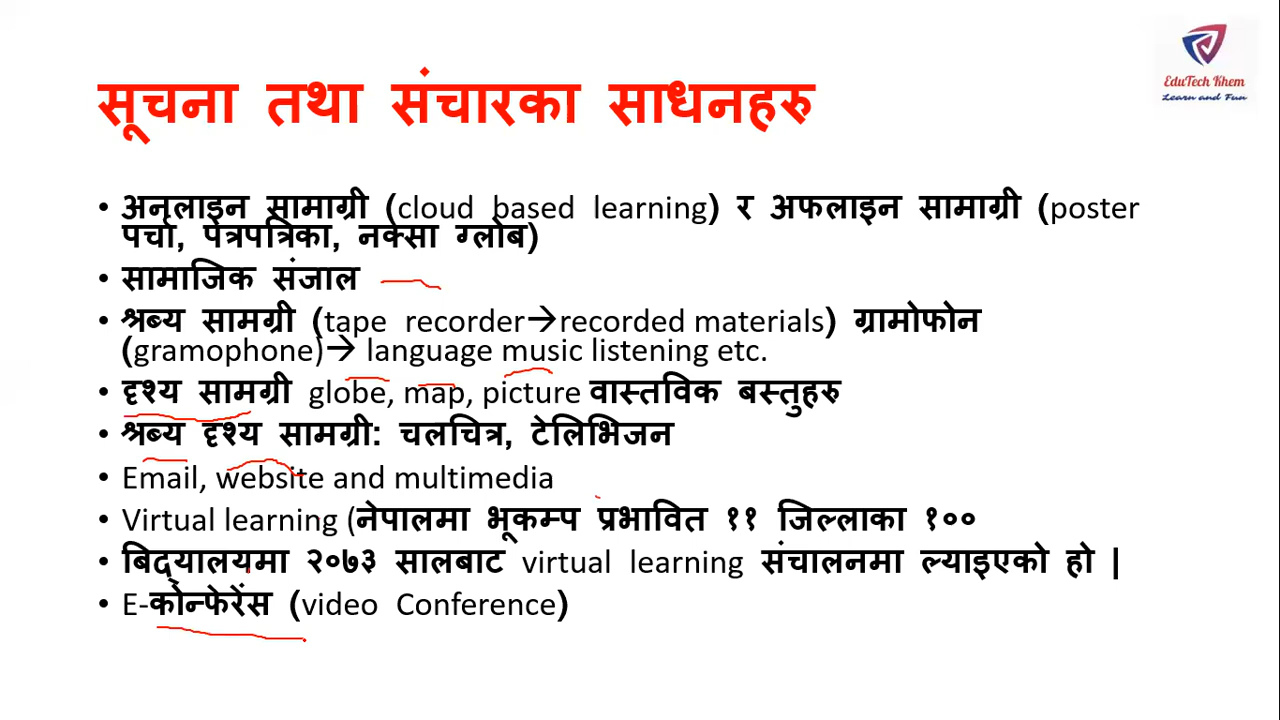 EduTech Khem
Learn and Fun
सूचना तथा संचारका साधनहरु
• अनलाइन सामाग्री (cloud based learning) र अफलाइन सामाग्री (poster
पर्चा, पत्रपत्रिका, नक्सा ग्लोब)
• सामाजिक संजाल
• श्रब्य सामग्री (tape recorder→recorded materials) ग्रामोफोन
(gramophone)→ language music listening etc.
• दृश्य सामग्री globe, map, picture वास्तविक बस्तुहरु
• श्रब्य दृश्य सामग्री: चलचित्र, टेलिभिजन
• Email, website and multimedia
• Virtual learning (नेपालमा भूकम्प प्रभावित ११ जिल्लाका १००
• बिद्यालयमा २०७३ सालबाट virtual learning संचालनमा ल्याइएको हो |
• E-कोन्फेरेंस (video Conference)